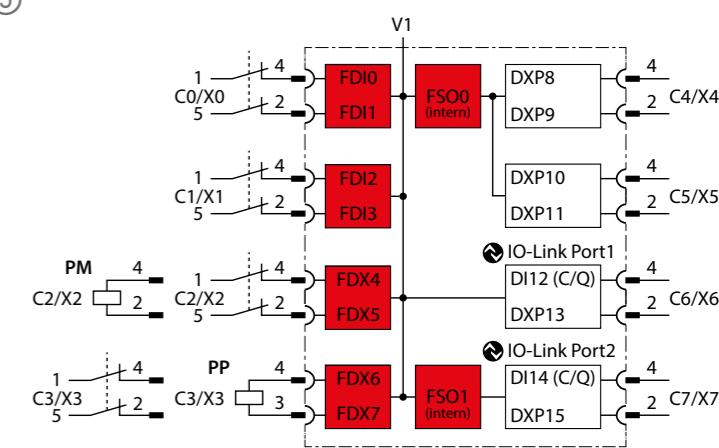 5
V1
1 4 FDI0 FSO0 DXP8 4
C0/X0 (intern) C4/X4
5 2 FDI1 DXP9 2
1 4 FDI2 DXP10 4
C1/X1 C5/X5
5 2 FDI3 DXP11 2
IO-Link Port1
PM 4 1 4 FDX4 DI12 (C/Q) 4
C2/X2 C2/X2 C6/X6
2 5 2 FDX5 DXP13 2
IO-Link Port2
1 4 PP 4 FDX6 FSO1 DI14 (C/Q) 4
C3/X3 C3/X3 (intern) C7/X7
5 2 3 FDX7 DXP15 2